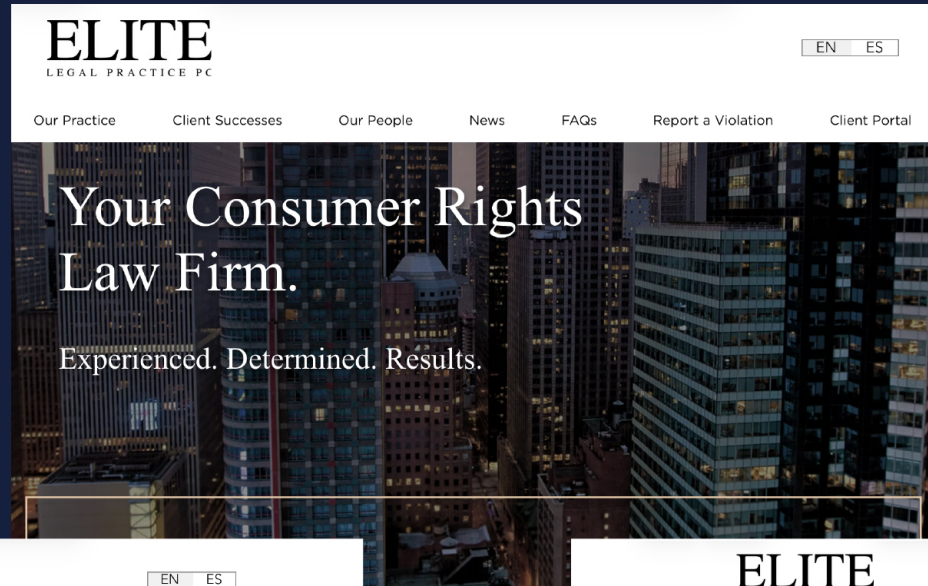 ELITE
LEGAL PRACTICE PC
EN ES
Our Practice Client Successes Our People News FAQs Report a Violation Client Portal
Your Consumer Rights
Law Firm.
Experienced. Determined. Results.
EN ES
ELITE